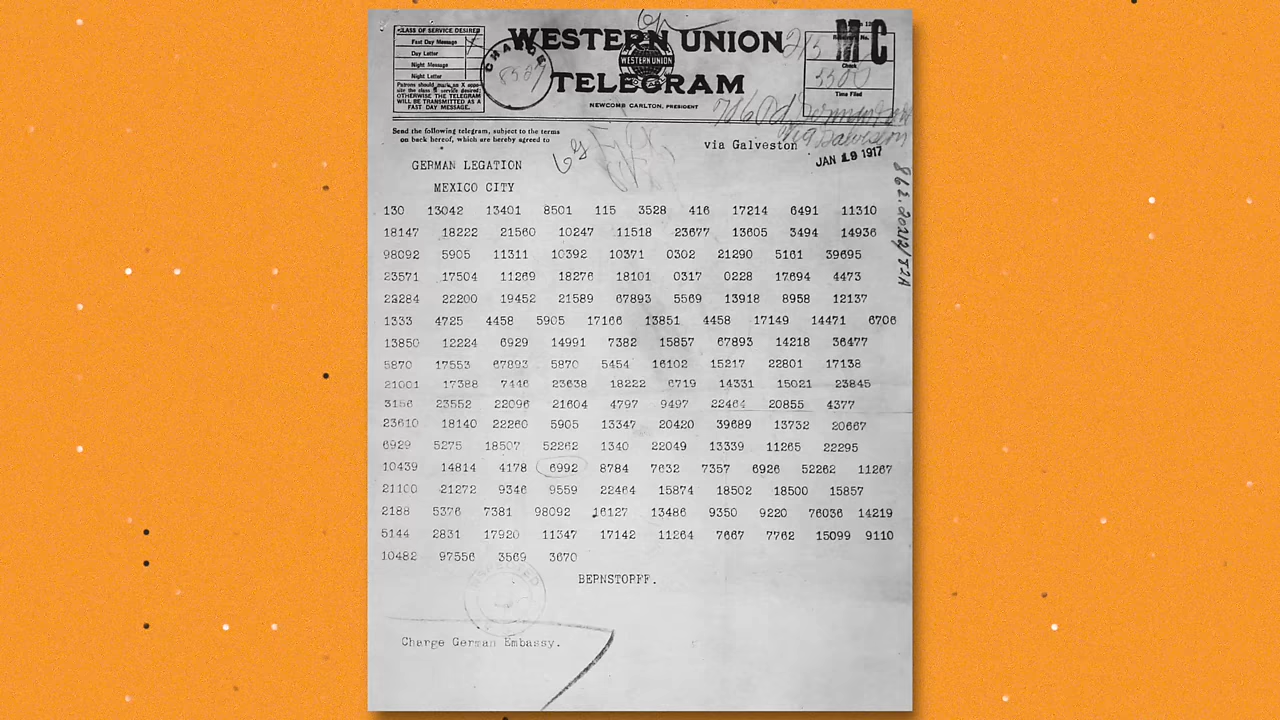 CLASS OF SERVICE DESIRED
Fast Day Message
Day Letter
Night Message
Night Letter
Patrons should mark an X oppo-
site the class of service desired;
OTHERWISE THE TELEGRAM
WILL BE TRANSMITTED AS A
FAST DAY MESSAGE.
CHARGE
WESTERN UNION
WESTERN UNION
TELEGRAM
NEWCOMB CARLTON, PRESIDENT
Check
Time Filed
Send the following telegram, subject to the terms
on back hereof, which are hereby agreed to
via Galveston
JAN 19 1917
GERMAN LEGATION
MEXICO CITY
130 13042 13401 8501 115 3528 416 17214 6491 11310
18147 18222 21560 10247 11518 23677 13605 3494 14936
98092 5905 11311 10392 10371 0302 21290 5161 39695
23571 17504 11269 18276 18101 0317 0228 17694 4473
22284 22200 19452 21589 67893 5569 13918 8958 12137
1333 4725 4458 5905 17166 13851 4458 17149 14471 6706
13850 12224 6929 14991 7382 15857 67893 14218 36477
5870 17553 67893 5870 5454 16102 15217 22801 17138
21001 17388 7446 23638 18222 6719 14331 15021 23845
3156 23552 22096 21604 4797 9497 22464 20855 4377
23610 18140 22260 5905 13347 20420 39689 13732 20667
6929 5275 18507 52262 1340 22049 13339 11265 22295
10439 14814 4178 6992 8784 7632 7357 6926 52262 11267
21100 21272 9346 9559 22464 15874 18502 18500 15857
2188 5376 7381 98092 16127 13486 9350 9220 76036 14219
5144 2831 17920 11347 17142 11264 7667 7762 15099 9110
10482 97556 3569 3670
BERNSTORFF.
Charge German Embassy.